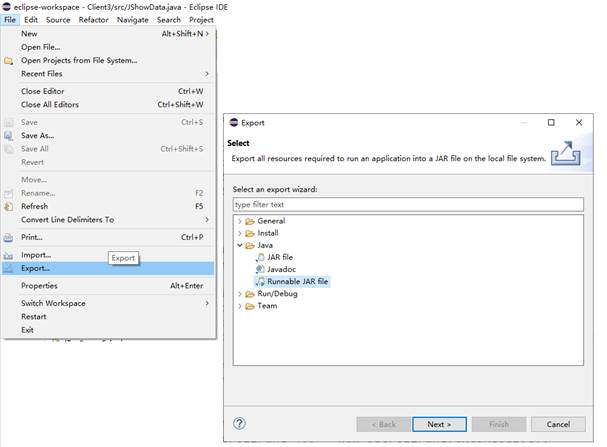 eclipse-workspace - Client3/src/JShowData.java - Eclipse IDE
File Edit Source Refactor Navigate Search Project
New Alt+Shift+N >
Open File...
Open Projects from File System...
Recent Files >
Close Editor Ctrl+W
Close All Editors Ctrl+Shift+W
Save Ctrl+S
Save As...
Save All Ctrl+Shift+S
Revert
Move...
Rename... F2
Refresh F5
Convert Line Delimiters To >
Print... Ctrl+P
Import...
Export
Export...
Properties Alt+Enter
Switch Workspace >
Restart
Exit
Export
Select
Export all resources required to run an application into a JAR file on the local file system.
Select an export wizard:
type filter text
General
Install
Java
JAR file
Javadoc
Runnable JAR file
Run/Debug
Team
? < Back Next > Finish Cancel